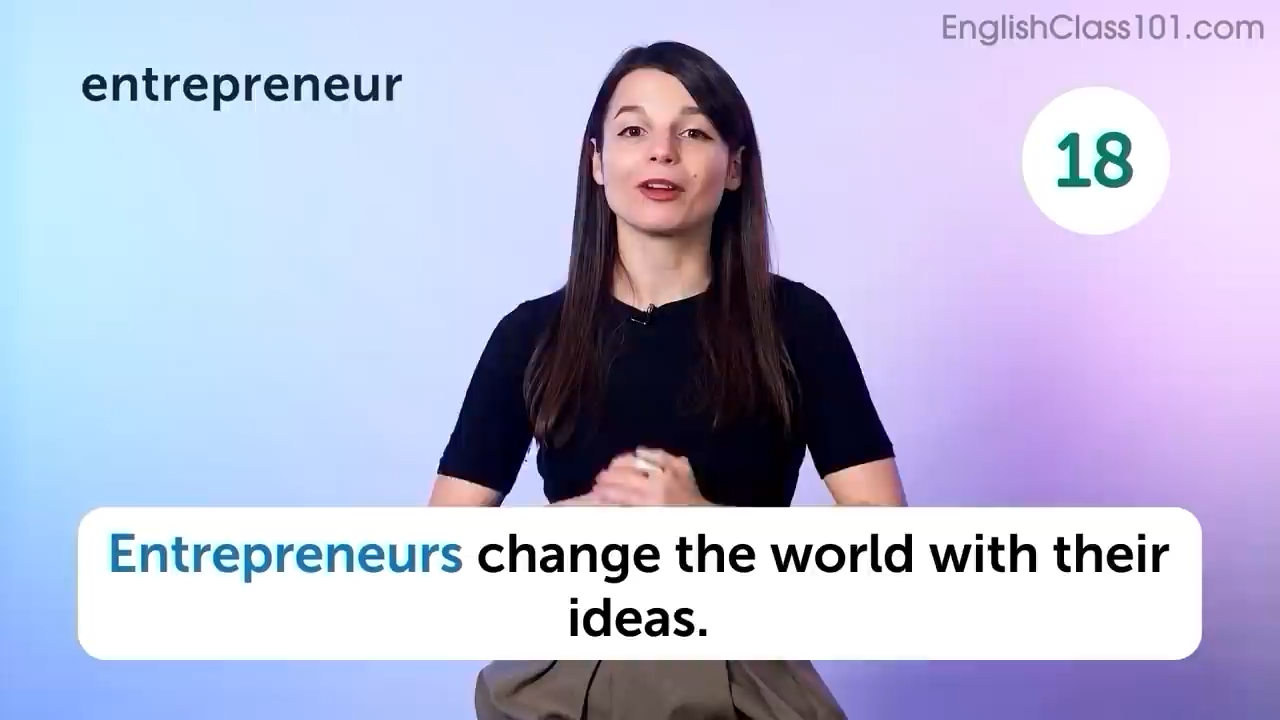 EnglishClass101.com
entrepreneur
18
Entrepreneurs change the world with their
ideas.